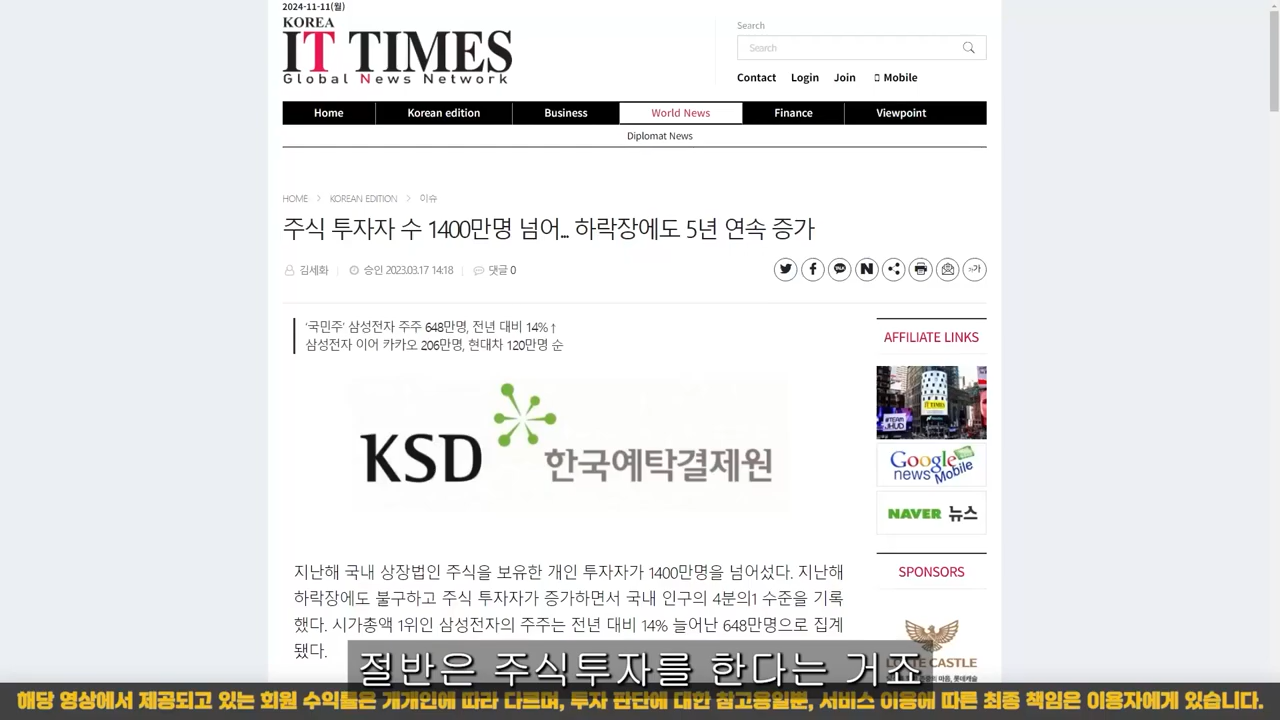 2024-11-11(월)
KOREA
IT TIMES
Global News Network
Search
Search
Contact Login Join Mobile
Home Korean edition Business World News Finance Viewpoint
Diplomat News
HOME > KOREAN EDITION > 이슈
주식 투자자 수 1400만명 넘어... 하락장에도 5년 연속 증가
김세화 승인 2023.03.17 14:18 댓글 0
가
'국민주' 삼성전자 주주 648만명, 전년 대비 14%↑
삼성전자 이어 카카오 206만명, 현대차 120만명 순
AFFILIATE LINKS
IT TIMES
KSD 한국예탁결제원
Google news Mobile
NAVER 뉴스
SPONSORS
지난해 국내 상장법인 주식을 보유한 개인 투자자가 1400만명을 넘어섰다. 지난해
하락장에도 불구하고 주식 투자자가 증가하면서 국내 인구의 4분의1 수준을 기록
했다. 시가총액 1위인 삼성전자의 주주는 전년 대비 14% 늘어난 648만명으로 집계
됐다.
CASTLE
절반은 주식투자를 한다는 거죠
해당 영상에서 제공되고 있는 회원 수익률은 개개인에 따라 다르며, 투자 판단에 대한 참고용일뿐, 서비스 이용에 따른 최종 책임은 이용자에게 있습니다.